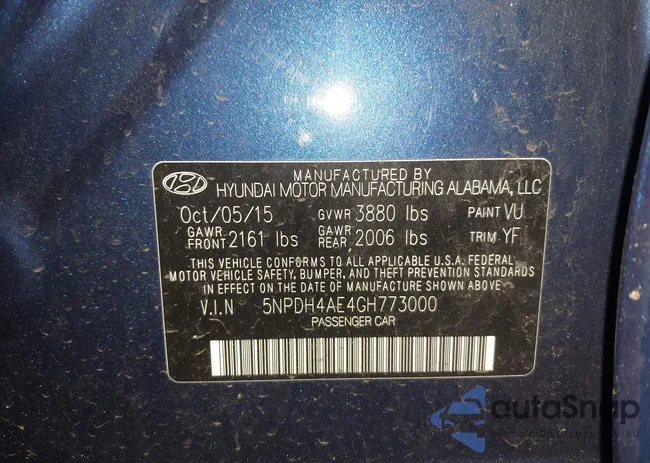 MANUFACTURED BY
HYUNDAI MOTOR MANUFACTURING ALABAMA, LLC
Oct/05/15 GVWR 3880 lbs PAINT VU
GAWR FRONT 2161 lbs GAWR REAR 2006 lbs TRIM YF
THIS VEHICLE CONFORMS TO ALL APPLICABLE U.S.A. FEDERAL
MOTOR VEHICLE SAFETY, BUMPER, AND THEFT PREVENTION STANDARDS
IN EFFECT ON THE DATE OF MANUFACTURE SHOWN ABOVE
V.I.N 5NPDH4AE4GH773000
PASSENGER CAR
autoSnap